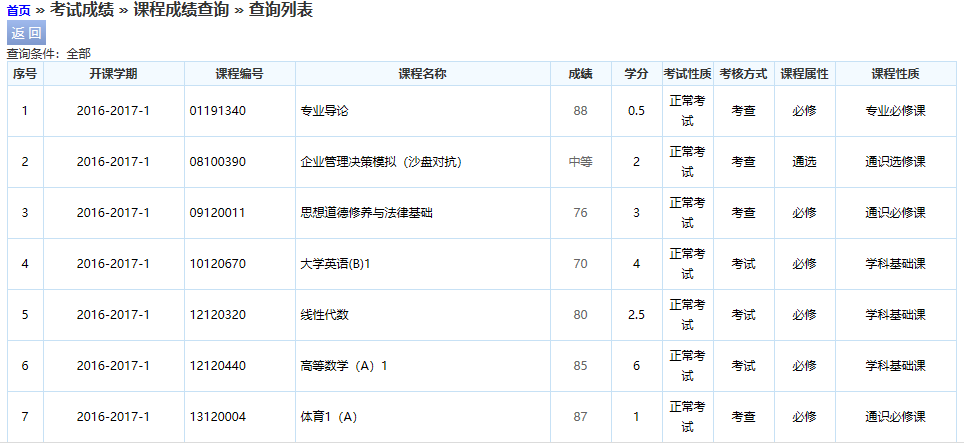 首页 » 考试成绩 » 课程成绩查询 » 查询列表
返 回
查询条件：全部
序号 开课学期 课程编号 课程名称 成绩 学分 考试性质 考核方式 课程属性 课程性质
1 2016-2017-1 01191340 专业导论 88 0.5 正常考试 考查 必修 专业必修课
2 2016-2017-1 08100390 企业管理决策模拟（沙盘对抗） 中等 2 正常考试 考查 通选 通识选修课
3 2016-2017-1 09120011 思想道德修养与法律基础 76 3 正常考试 考查 必修 通识必修课
4 2016-2017-1 10120670 大学英语(B)1 70 4 正常考试 考试 必修 学科基础课
5 2016-2017-1 12120320 线性代数 80 2.5 正常考试 考试 必修 学科基础课
6 2016-2017-1 12120440 高等数学（A）1 85 6 正常考试 考试 必修 学科基础课
7 2016-2017-1 13120004 体育1（A） 87 1 正常考试 考查 必修 通识必修课